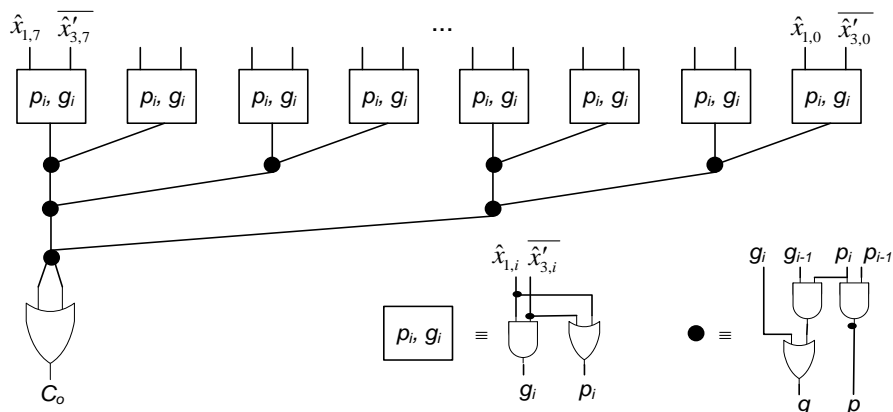 x̂₁,₇ x̂′₃,₇ ... x̂₁,₀ x̂′₃,₀
pᵢ, gᵢ pᵢ, gᵢ pᵢ, gᵢ pᵢ, gᵢ pᵢ, gᵢ pᵢ, gᵢ pᵢ, gᵢ pᵢ, gᵢ
x̂₁,ᵢ x̂′₃,ᵢ gᵢ gᵢ₋₁ pᵢ pᵢ₋₁
pᵢ, gᵢ ≡ ≡
gᵢ pᵢ
Cₒ g p